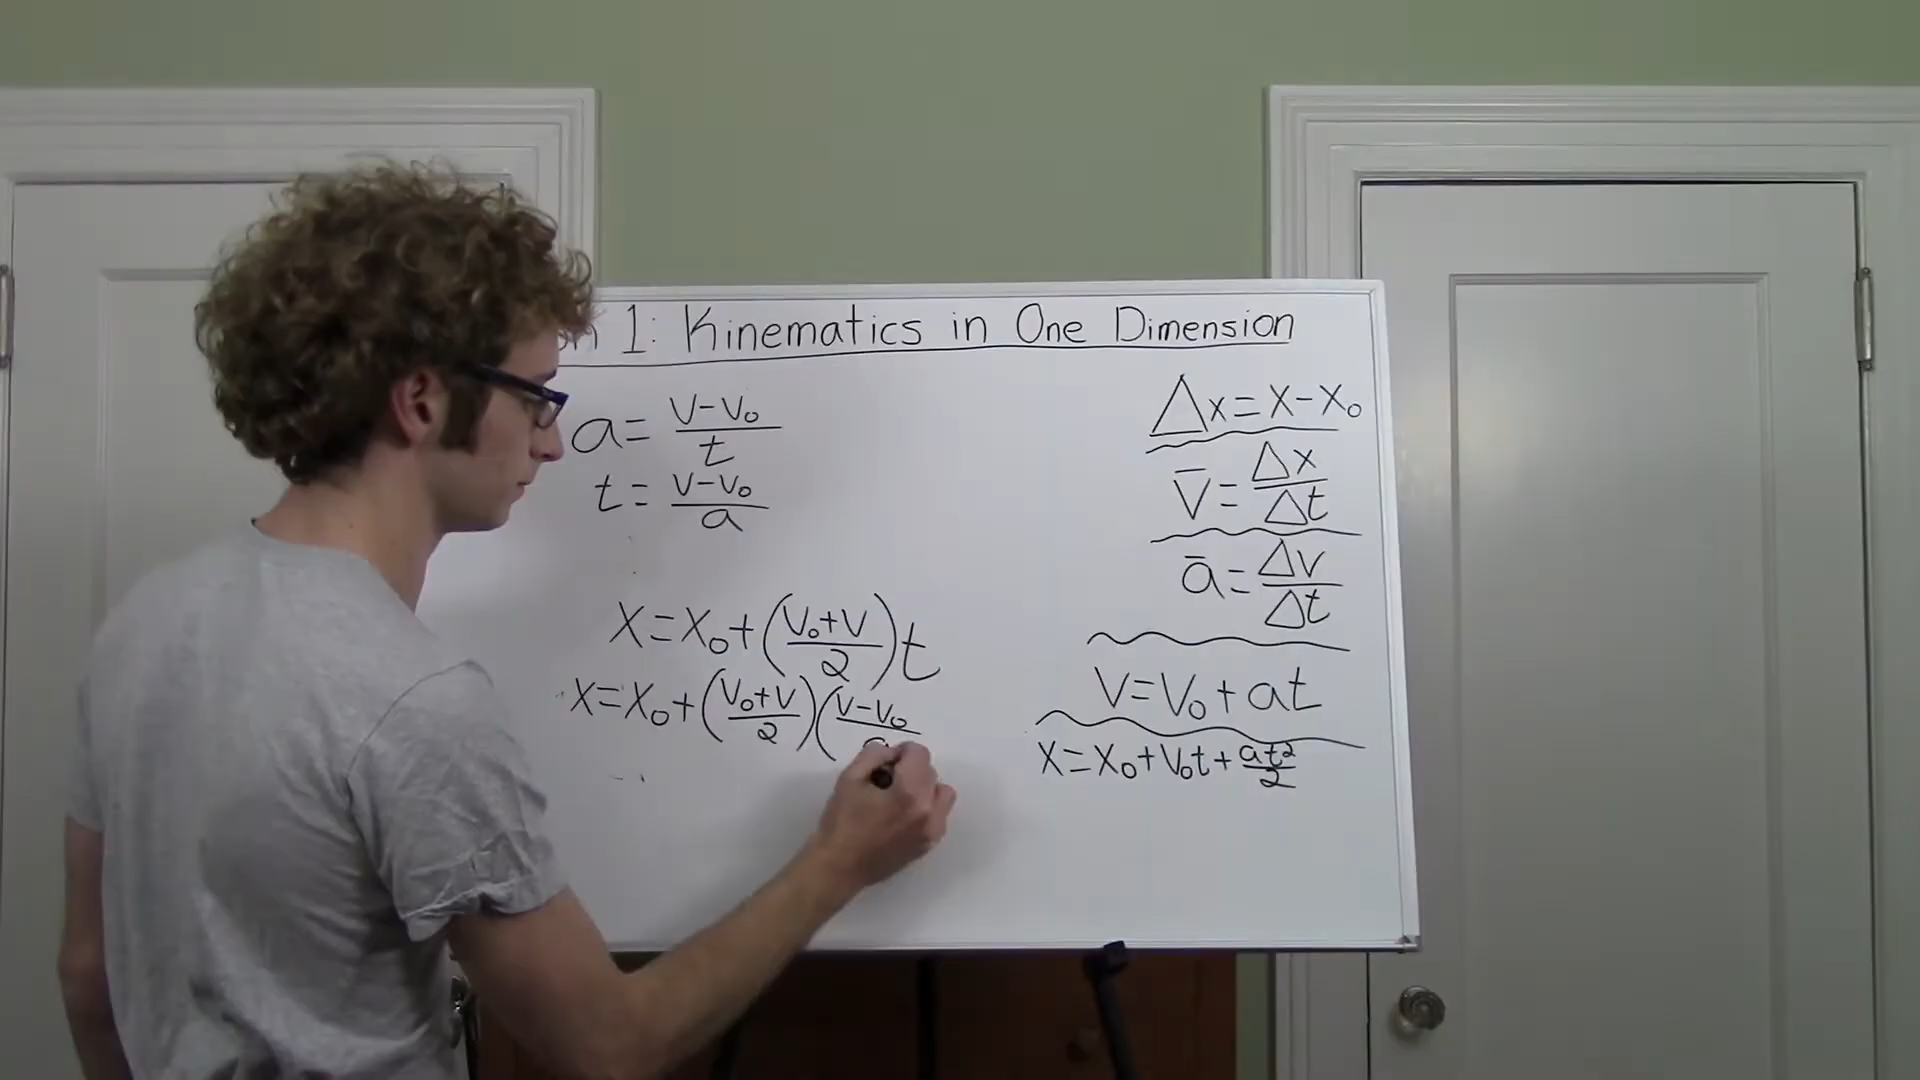 1: Kinematics in One Dimension
a = (v-v₀)/t
t = (v-v₀)/a
x = x₀ + ((v₀+v)/2)t
x = x₀ + ((v₀+v)/2)((v-v₀)/a
Δx = x - x₀
v̄ = Δx/Δt
ā = Δv/Δt
v = v₀ + at
x = x₀ + v₀t + at²/2